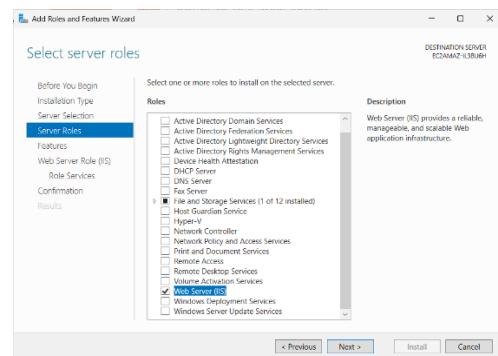 Add Roles and Features Wizard
Select server roles
DESTINATION SERVER
EC2AMAZ-IL3BU6H
Before You Begin
Installation Type
Server Selection
Server Roles
Features
Web Server Role (IIS)
Role Services
Confirmation
Results
Select one or more roles to install on the selected server.
Roles
Active Directory Domain Services
Active Directory Federation Services
Active Directory Lightweight Directory Services
Active Directory Rights Management Services
Device Health Attestation
DHCP Server
DNS Server
Fax Server
File and Storage Services (1 of 12 installed)
Host Guardian Service
Hyper-V
Network Controller
Network Policy and Access Services
Print and Document Services
Remote Access
Remote Desktop Services
Volume Activation Services
Web Server (IIS)
Windows Deployment Services
Windows Server Update Services
Description
Web Server (IIS) provides a reliable,
manageable, and scalable Web
application infrastructure.
< Previous
Next >
Install
Cancel